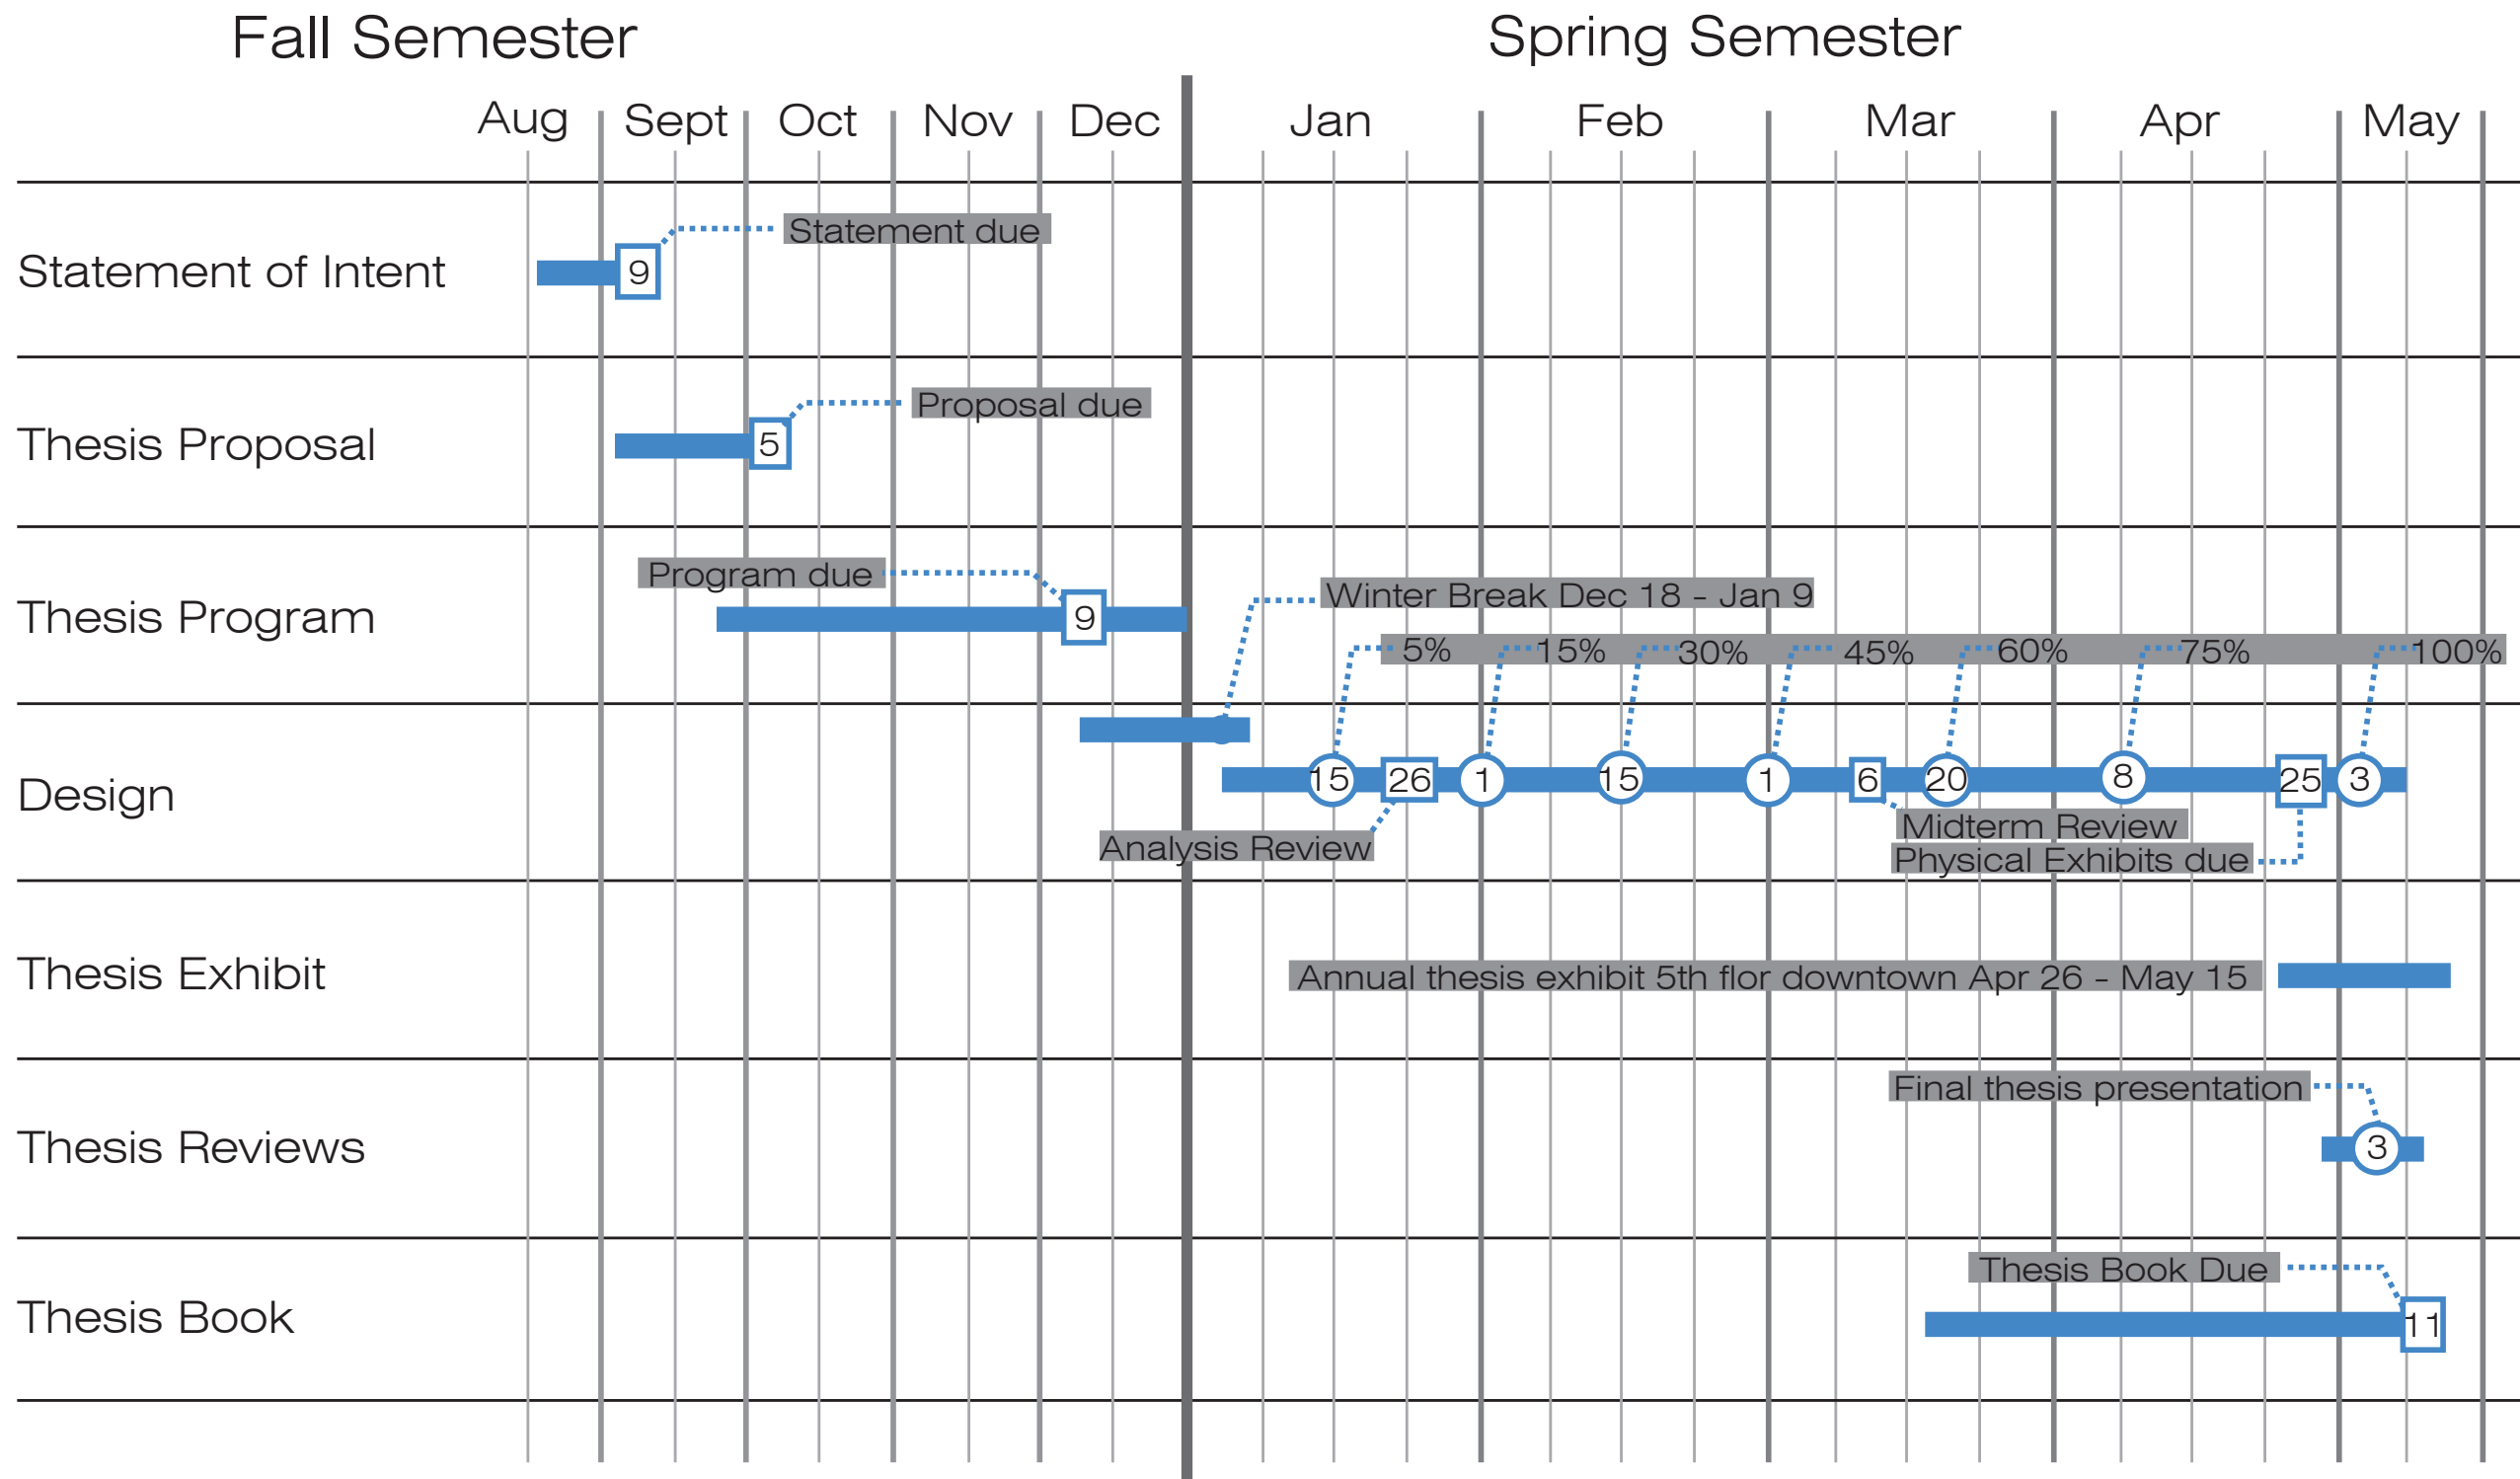 Fall Semester
Spring Semester
Aug Sept Oct Nov Dec Jan Feb Mar Apr May
Statement due
Statement of Intent 9
Proposal due
Thesis Proposal 5
Program due
Winter Break Dec 18 - Jan 9
Thesis Program 9
5% 15% 30% 45% 60% 75% 100%
Design 15 26 1 15 1 6 20 8 25 3
Midterm Review
Analysis Review
Physical Exhibits due
Thesis Exhibit Annual thesis exhibit 5th flor downtown Apr 26 - May 15
Final thesis presentation
Thesis Reviews 3
Thesis Book Due
Thesis Book 11